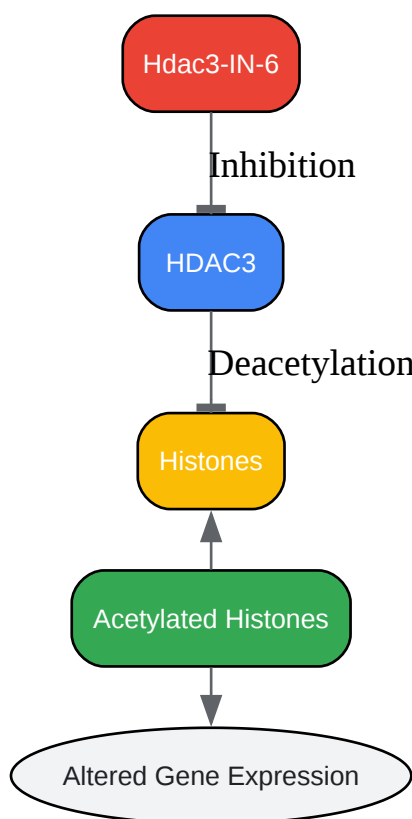 Hdac3-IN-6
Inhibition
HDAC3
Deacetylation
Histones
Acetylated Histones
Altered Gene Expression